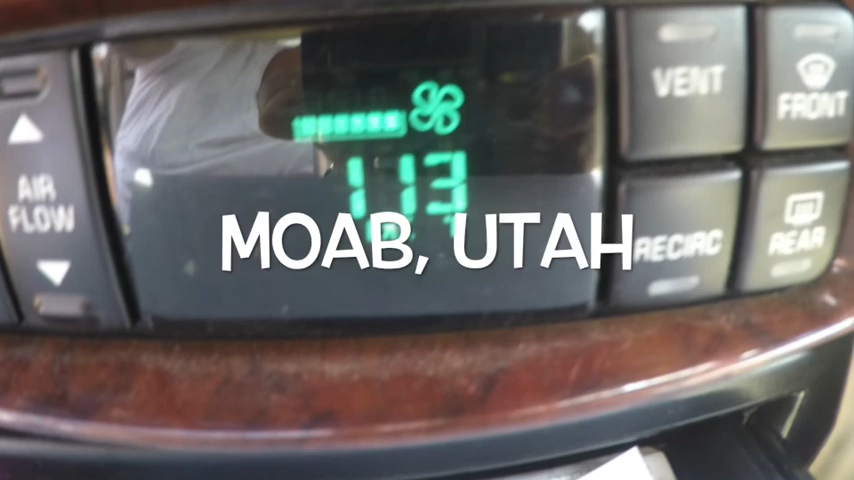 AIR
FLOW
113
VENT
FRONT
RECIRC
REAR
MOAB, UTAH